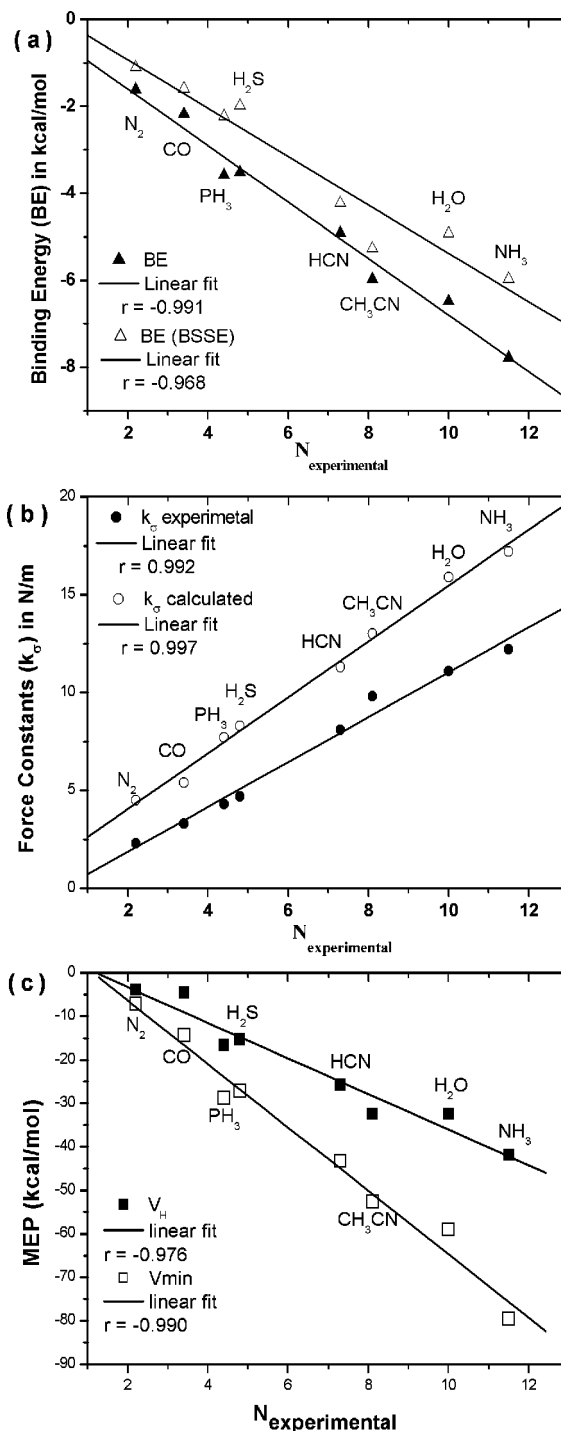 ( a )
Binding Energy (BE) in kcal/mol
0
-2
-4
-6
-8
N₂
CO
PH₃
H₂S
HCN
CH₃CN
H₂O
NH₃
BE
Linear fit
r = -0.991
BE (BSSE)
Linear fit
r = -0.968
2 4 6 8 10 12
N experimental
( b )
Force Constants (kσ) in N/m
20
15
10
5
0
kσ experimetal
Linear fit
r = 0.992
kσ calculated
Linear fit
r = 0.997
N₂
CO
PH₃
H₂S
HCN
CH₃CN
H₂O
NH₃
2 4 6 8 10 12
N experimental
( c )
MEP (kcal/mol)
0
-10
-20
-30
-40
-50
-60
-70
-80
-90
N₂
CO
PH₃
H₂S
HCN
CH₃CN
H₂O
NH₃
V_H
linear fit
r = -0.976
Vmin
linear fit
r = -0.990
2 4 6 8 10 12
N experimental